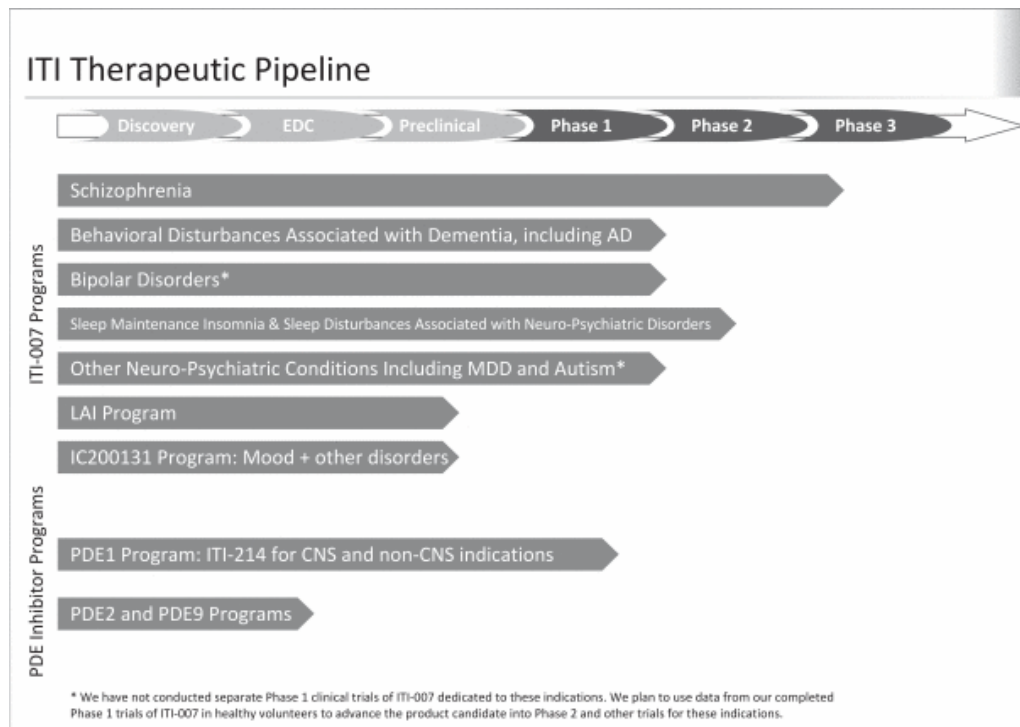 ITI Therapeutic Pipeline
Discovery
EDC
Preclinical
Phase 1
Phase 2
Phase 3
ITI-007 Programs
Schizophrenia
Behavioral Disturbances Associated with Dementia, including AD
Bipolar Disorders*
Sleep Maintenance Insomnia & Sleep Disturbances Associated with Neuro-Psychiatric Disorders
Other Neuro-Psychiatric Conditions Including MDD and Autism*
LAI Program
IC200131 Program: Mood + other disorders
PDE Inhibitor Programs
PDE1 Program: ITI-214 for CNS and non-CNS indications
PDE2 and PDE9 Programs
* We have not conducted separate Phase 1 clinical trials of ITI-007 dedicated to these indications. We plan to use data from our completed
Phase 1 trials of ITI-007 in healthy volunteers to advance the product candidate into Phase 2 and other trials for these indications.